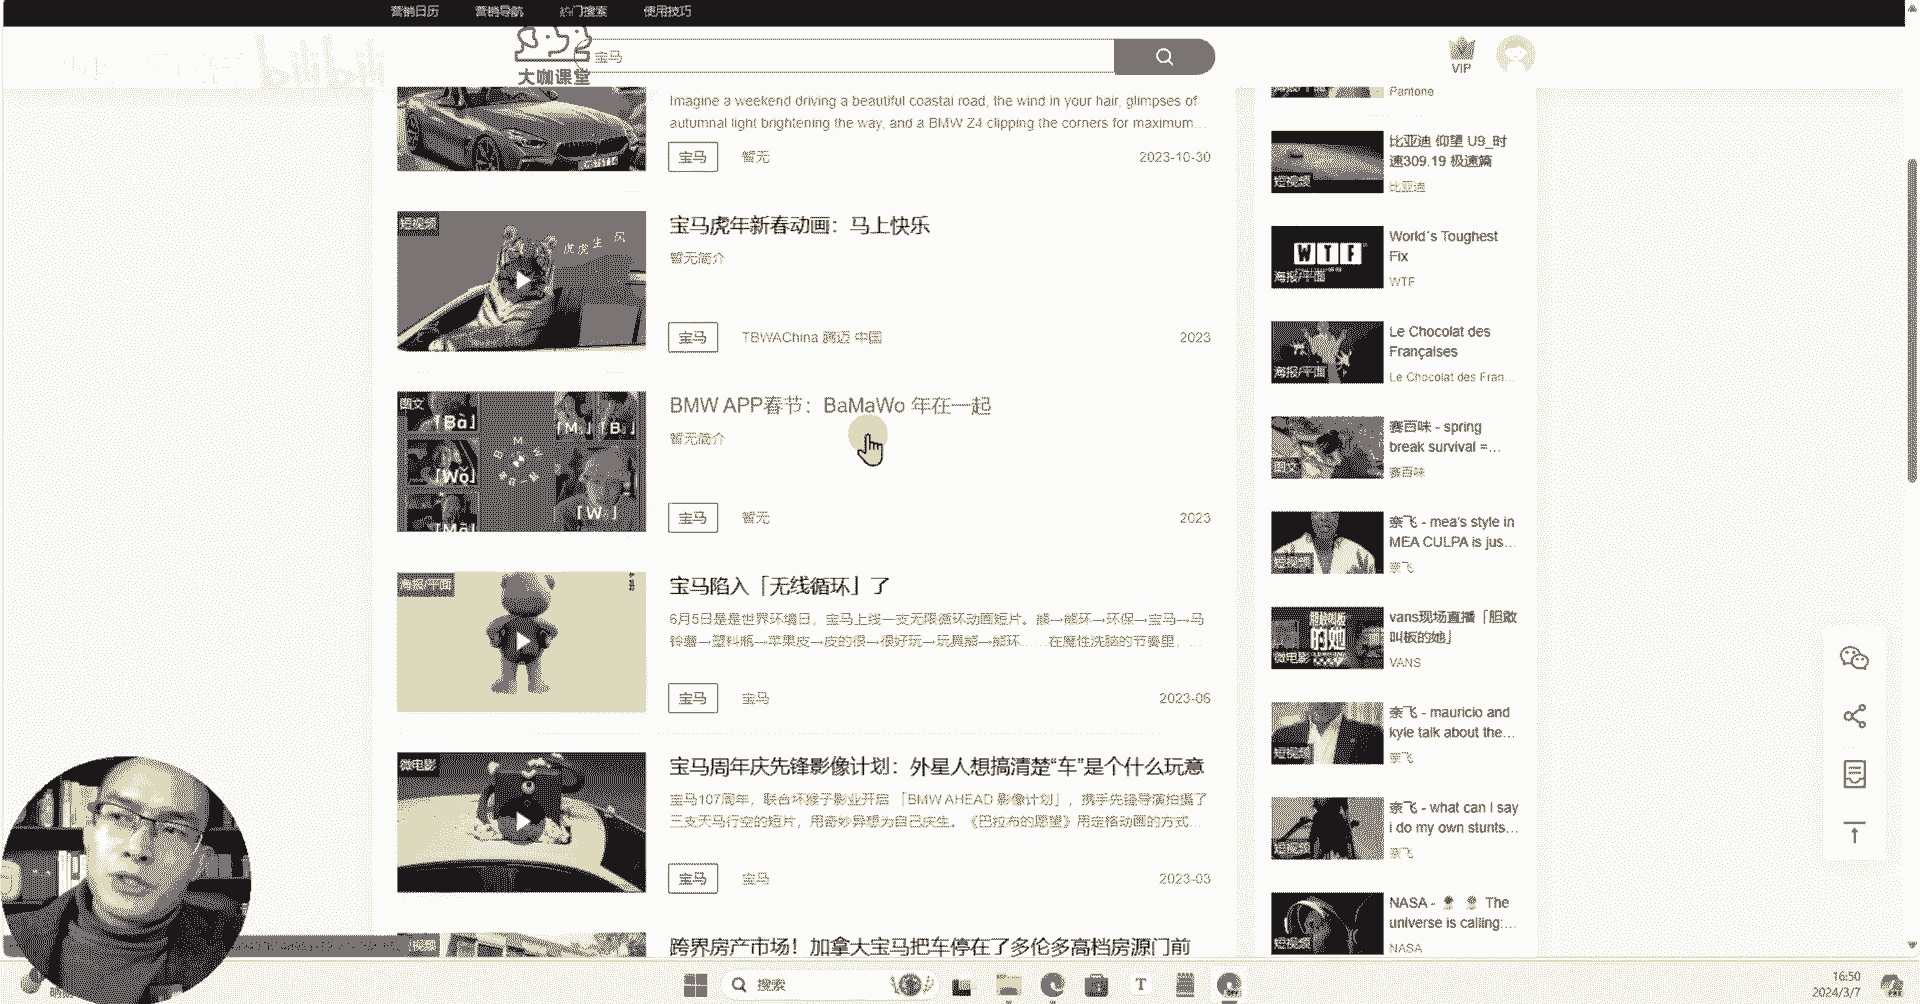 营销日历 营销导航 热门搜索 使用技巧
bilibili
大咖课堂
宝马
VIP
Imagine a weekend driving a beautiful coastal road, the wind in your hair, glimpses of
autumnal light brightening the way, and a BMW Z4 clipping the corners for maximum...
宝马 暂无 2023-10-30
短视频
虎虎生风
宝马虎年新春动画：马上快乐
暂无简介
宝马 TBWAChina 腾迈 中国 2023
图文
「Bà」
「M」「B」
BMW
「Wǒ」
「W」
「Mā」
BMW APP春节：BaMaWo 年在一起
暂无简介
宝马 暂无 2023
海报/平面
宝马陷入「无线循环」了
6月5日是是世界环境日，宝马上线一支无限循环动画短片。熊→熊环→环保→宝马→马
铃薯→塑料瓶→苹果皮→皮的很→很好玩→玩具熊→熊环……在魔性洗脑的节奏里，...
宝马 宝马 2023-06
微电影
宝马周年庆先锋影像计划：外星人想搞清楚“车”是个什么玩意
宝马107周年，联合坏猴子影业开启「BMW AHEAD 影像计划」，携手先锋导演拍摄了
三支天马行空的短片，用奇妙异想为自己庆生。《巴拉布的愿望》用定格动画的方式...
宝马 宝马 2023-03
短视频
跨界房产市场！加拿大宝马把车停在了多伦多高档房源门前
Pantone
短视频
比亚迪 仰望 U9_时
速309.19 极速篇
比亚迪
WTF
海报/平面
World's Toughest
Fix
WTF
海报/平面
Le Chocolat des
Françaises
Le Chocolat des Fran...
图文
赛百味 - spring
break survival =...
赛百味
短视频
奈飞 - mea's style in
MEA CULPA is jus...
奈飞
微电影
vans现场直播「胆敢
叫板的她」
VANS
短视频
奈飞 - mauricio and
kyle talk about the...
奈飞
短视频
奈飞 - what can I say
i do my own stunts...
奈飞
短视频
NASA - The
universe is calling:...
NASA
搜索
16:50
2024/3/7